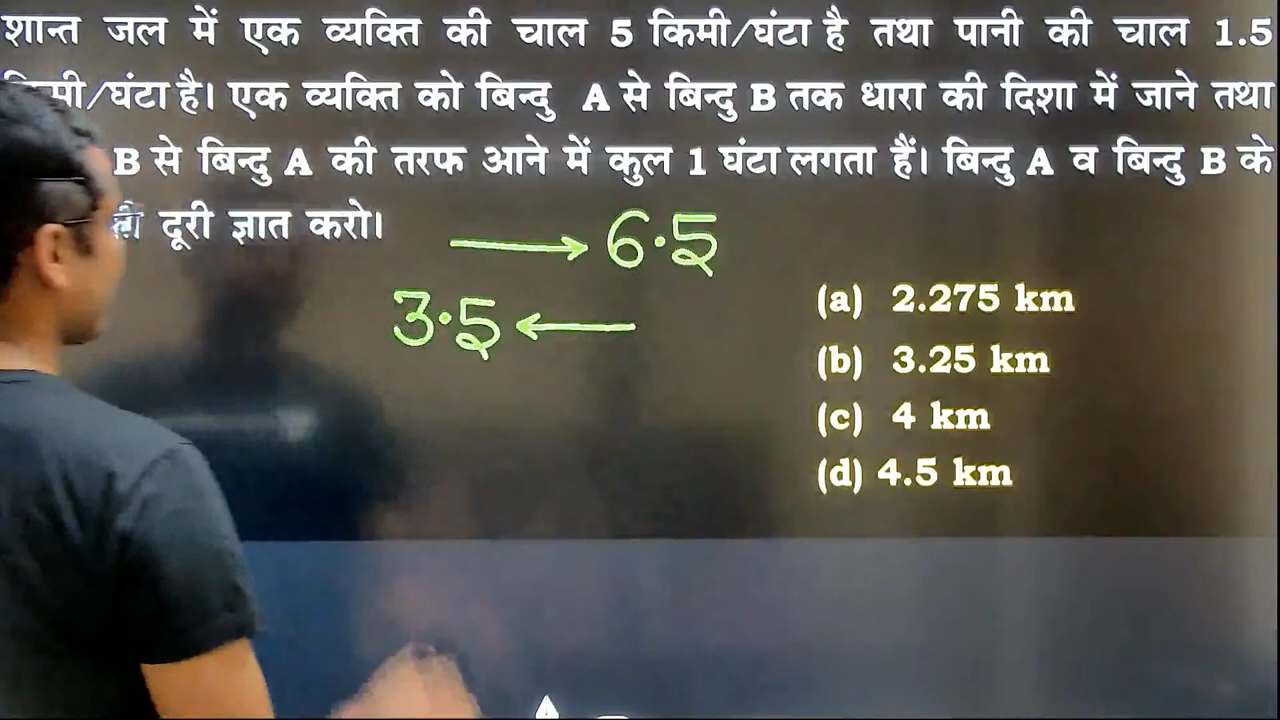 शान्त जल में एक व्यक्ति की चाल 5 किमी/घंटा है तथा पानी की चाल 1.5
किमी/घंटा है। एक व्यक्ति को बिन्दु A से बिन्दु B तक धारा की दिशा में जाने तथा
B से बिन्दु A की तरफ आने में कुल 1 घंटा लगता हैं। बिन्दु A व बिन्दु B के
दूरी ज्ञात करो।
6.5
3.5
(a) 2.275 km
(b) 3.25 km
(c) 4 km
(d) 4.5 km